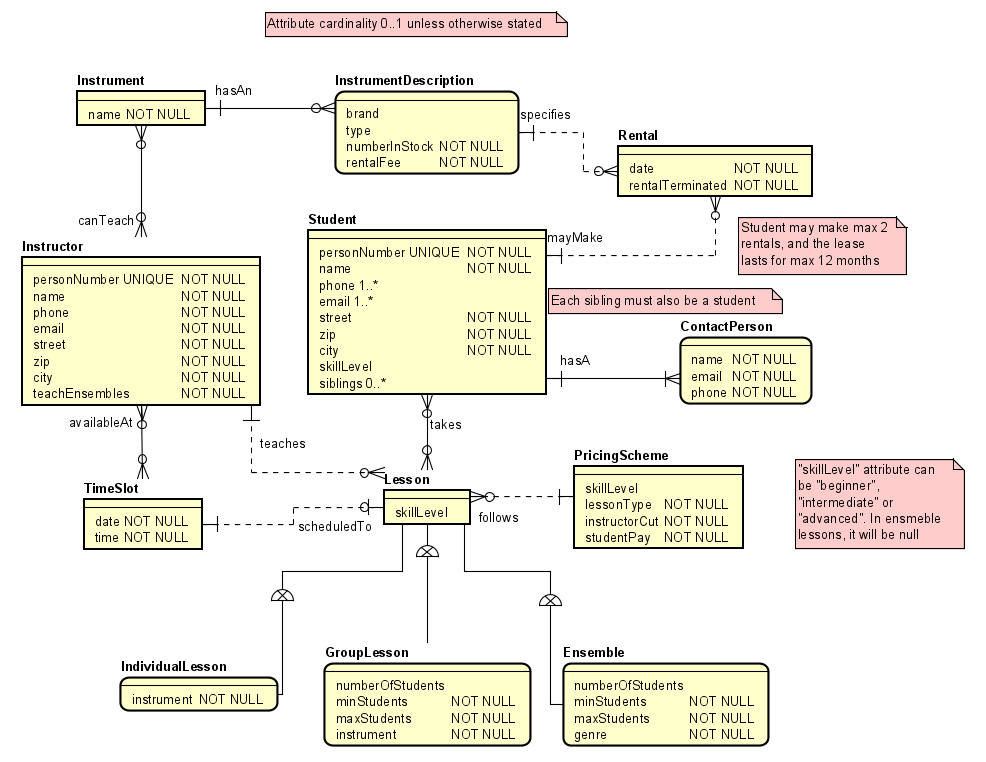 Attribute cardinality 0..1 unless otherwise stated
Instrument
name NOT NULL
hasAn
InstrumentDescription
brand
type
numberInStock NOT NULL
rentalFee NOT NULL
specifies
Rental
date NOT NULL
rentalTerminated NOT NULL
canTeach
Instructor
personNumber UNIQUE NOT NULL
name NOT NULL
phone NOT NULL
email NOT NULL
street NOT NULL
zip NOT NULL
city NOT NULL
teachEnsembles NOT NULL
Student
personNumber UNIQUE NOT NULL
name NOT NULL
phone 1..*
email 1..*
street NOT NULL
zip NOT NULL
city NOT NULL
skillLevel
siblings 0..*
mayMake
Student may make max 2
rentals, and the lease
lasts for max 12 months
Each sibling must also be a student
hasA
ContactPerson
name NOT NULL
email NOT NULL
phone NOT NULL
availableAt
teaches
takes
TimeSlot
date NOT NULL
time NOT NULL
scheduledTo
Lesson
skillLevel
follows
PricingScheme
skillLevel
lessonType NOT NULL
instructorCut NOT NULL
studentPay NOT NULL
"skillLevel" attribute can
be "beginner",
"intermediate" or
"advanced". In ensmeble
lessons, it will be null
IndividualLesson
instrument NOT NULL
GroupLesson
numberOfStudents
minStudents NOT NULL
maxStudents NOT NULL
instrument NOT NULL
Ensemble
numberOfStudents
minStudents NOT NULL
maxStudents NOT NULL
genre NOT NULL